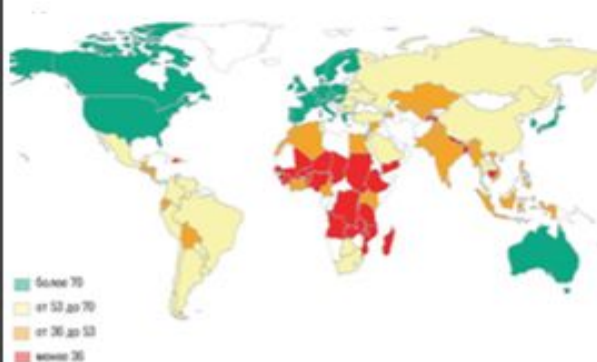 более 70
от 53 до 70
от 36 до 53
менее 36